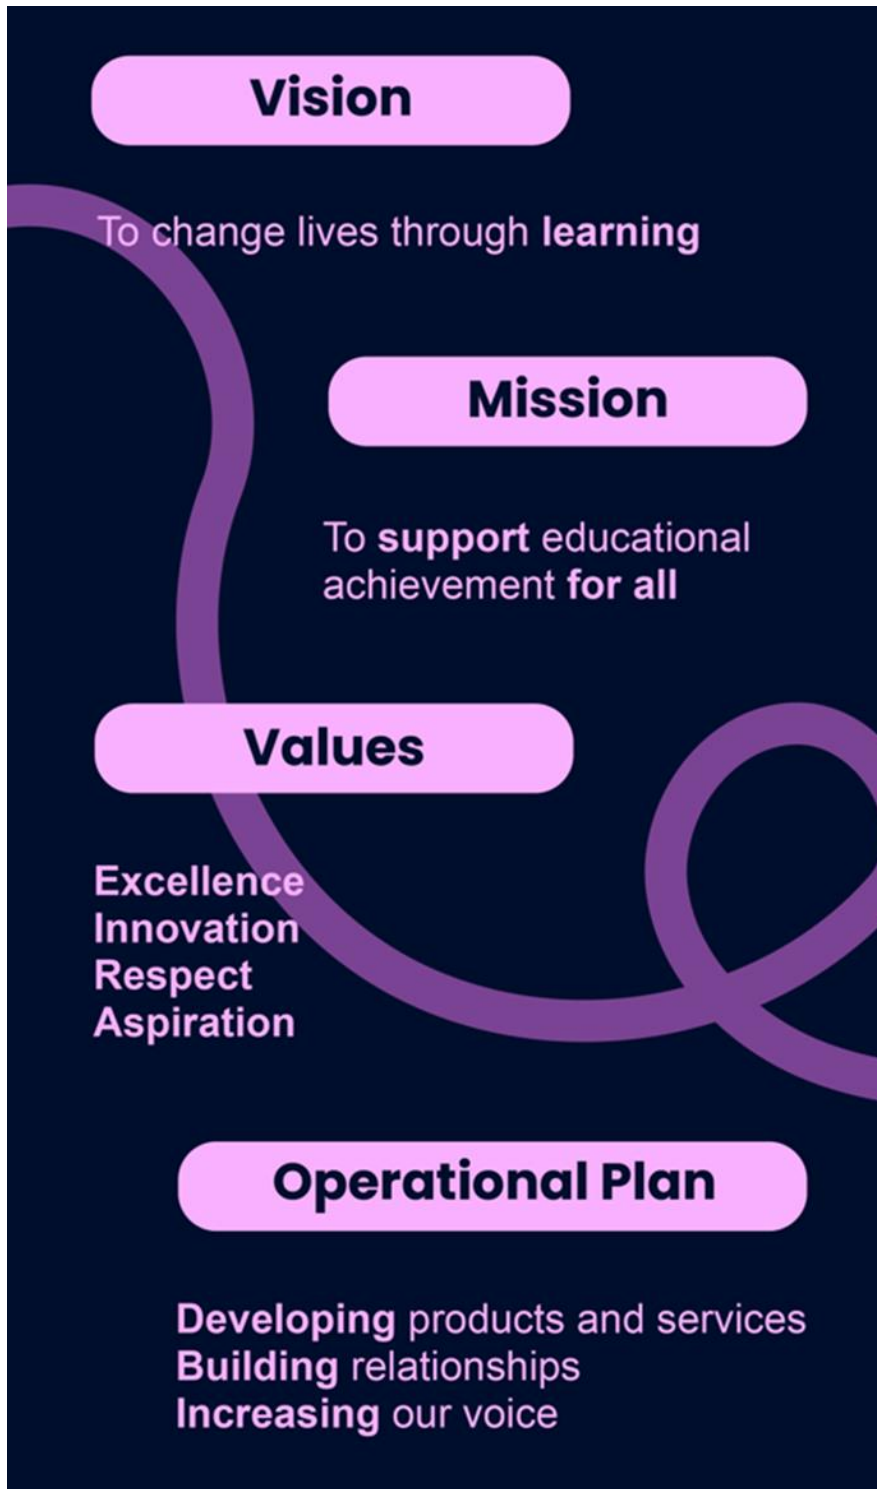 Vision
To change lives through learning
Mission
To support educational
achievement for all
Values
Excellence
Innovation
Respect
Aspiration
Operational Plan
Developing products and services
Building relationships
Increasing our voice